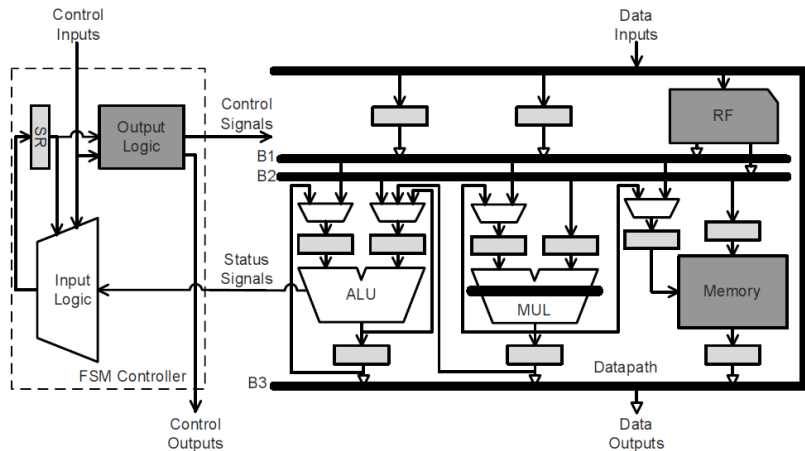 Control
Inputs
Data
Inputs
SR
Output
Logic
Control
Signals
RF
B1
B2
Input
Logic
Status
Signals
ALU
MUL
Memory
FSM Controller
Datapath
B3
Control
Outputs
Data
Outputs